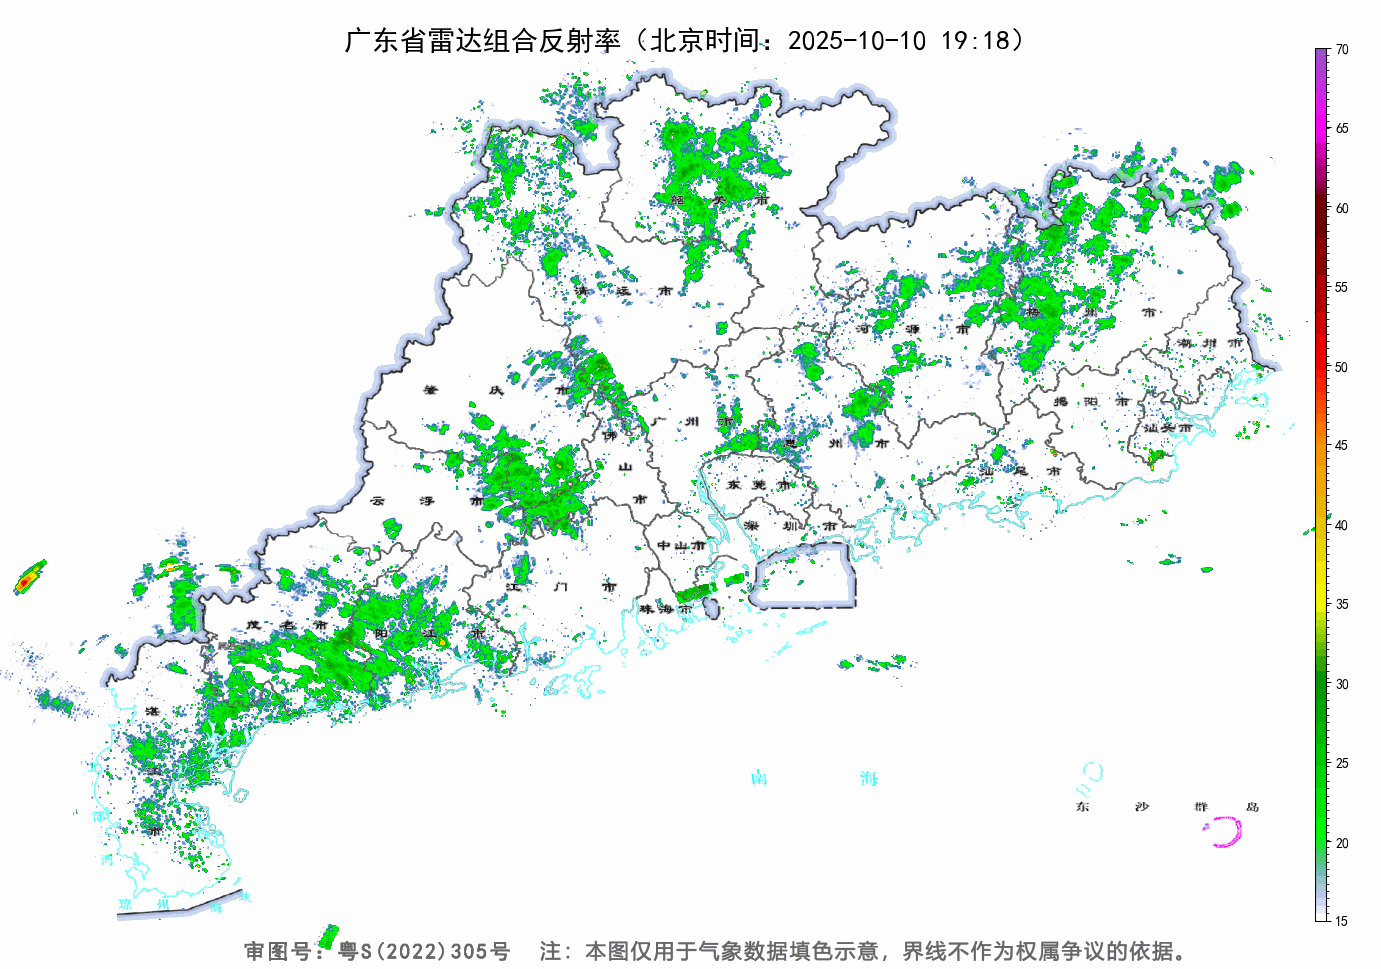 广东省雷达组合反射率（北京时间：2025-10-10 19:18）
70
65
60
55
50
45
40
35
30
25
20
15
韶关市
清远市
河源市
梅州市
潮州市
肇庆市
广州市
惠州市
揭阳市
汕头市
佛山市
东莞市
汕尾市
云浮市
深圳市
中山市
江门市
珠海市
茂名市
阳江市
湛江市
南海
东沙群岛
琼州海峡
审图号：粤S(2022)305号 注：本图仅用于气象数据填色示意，界线不作为权属争议的依据。